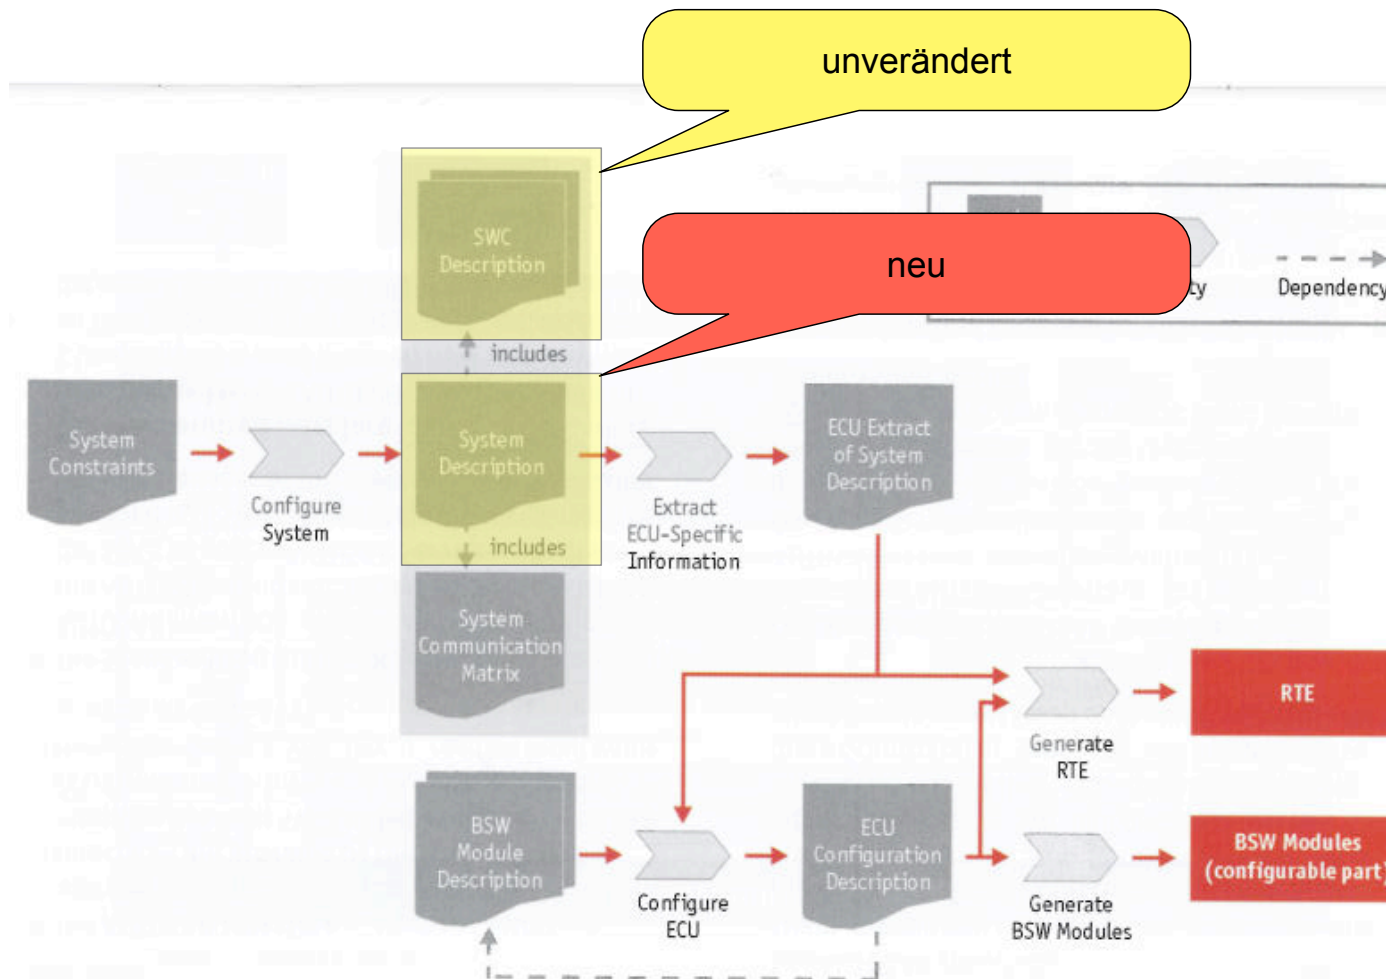 unverändert
SWC
Description
neu
ty
Dependency
includes
System
Constraints
Configure
System
System
Description
Extract
ECU-Specific
Information
ECU Extract
of System
Description
includes
System
Communication
Matrix
Generate
RTE
RTE
BSW
Module
Description
Configure
ECU
ECU
Configuration
Description
Generate
BSW Modules
BSW Modules
(configurable part)